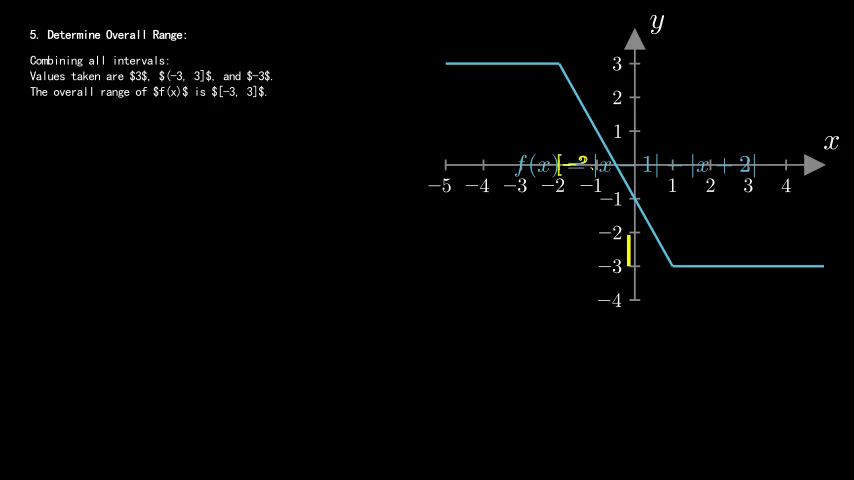 5. Determine Overall Range:
Combining all intervals:
Values taken are $3$, $(-3, 3]$, and $-3$.
The overall range of $f(x)$ is $[-3, 3]$.
y
3
2
1
x
f(x) = |x − 1| − |x + 2|
−5 −4 −3 −2 −1 1 2 3 4
−1
−2
−3
−4